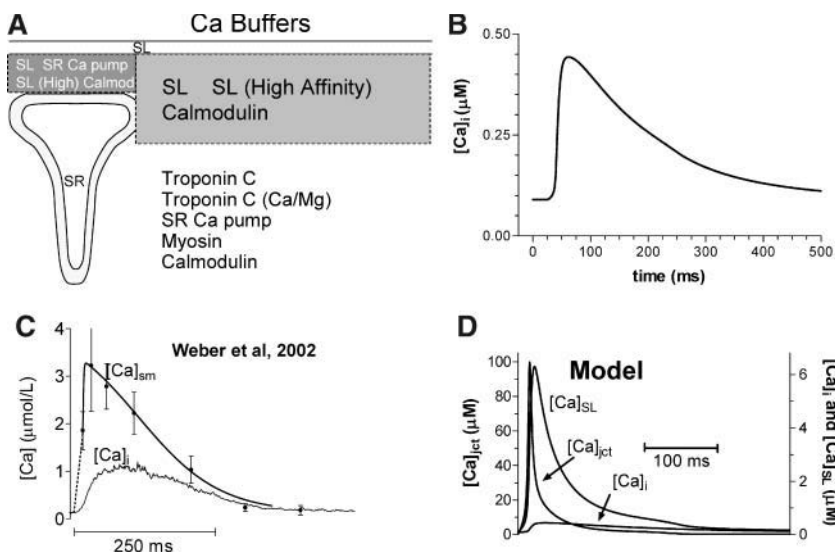 A
Ca Buffers
SL
SL SR Ca pump
SL (High) Calmod
SL SL (High Affinity)
Calmodulin
SR
Troponin C
Troponin C (Ca/Mg)
SR Ca pump
Myosin
Calmodulin
B
[Ca]i (μM)
0.50
0.25
0.00
0 100 200 300 400 500
time (ms)
C
Weber et al, 2002
[Ca] (μmol/L)
4
3
2
1
0
[Ca]sm
[Ca]i
250 ms
D
Model
[Ca]jct (μM)
100
80
60
40
20
0
[Ca]SL
[Ca]jct
[Ca]i
100 ms
6
4
2
0
[Ca]i and [Ca]SL (μM)